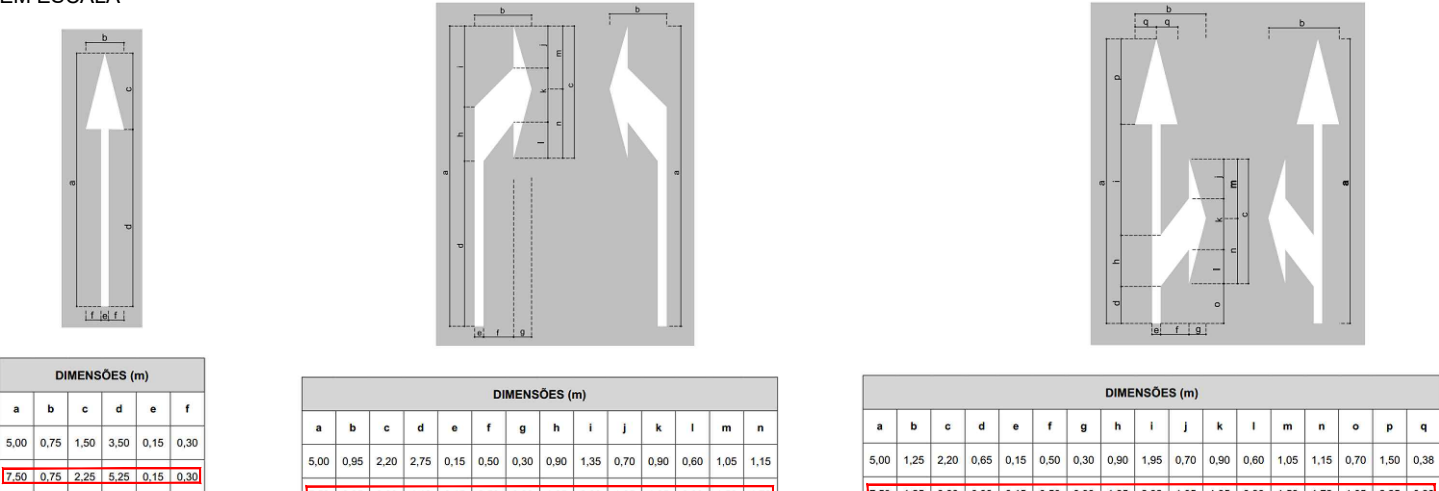 EM ESCALA
b
c
a
d
f e f
b
b
j
m
i
c
k
n
h
l
a
a
d
e f g
b
q q
b
p
a
i
j
m
a
c
k
h
n
l
d
o
e f g
DIMENSÕES (m)
a b c d e f
5,00 0,75 1,50 3,50 0,15 0,30
7,50 0,75 2,25 5,25 0,15 0,30
DIMENSÕES (m)
a b c d e f g h i j k l m n
5,00 0,95 2,20 2,75 0,15 0,50 0,30 0,90 1,35 0,70 0,90 0,60 1,05 1,15
DIMENSÕES (m)
a b c d e f g h i j k l m n o p q
5,00 1,25 2,20 0,65 0,15 0,50 0,30 0,90 1,95 0,70 0,90 0,60 1,05 1,15 0,70 1,50 0,38